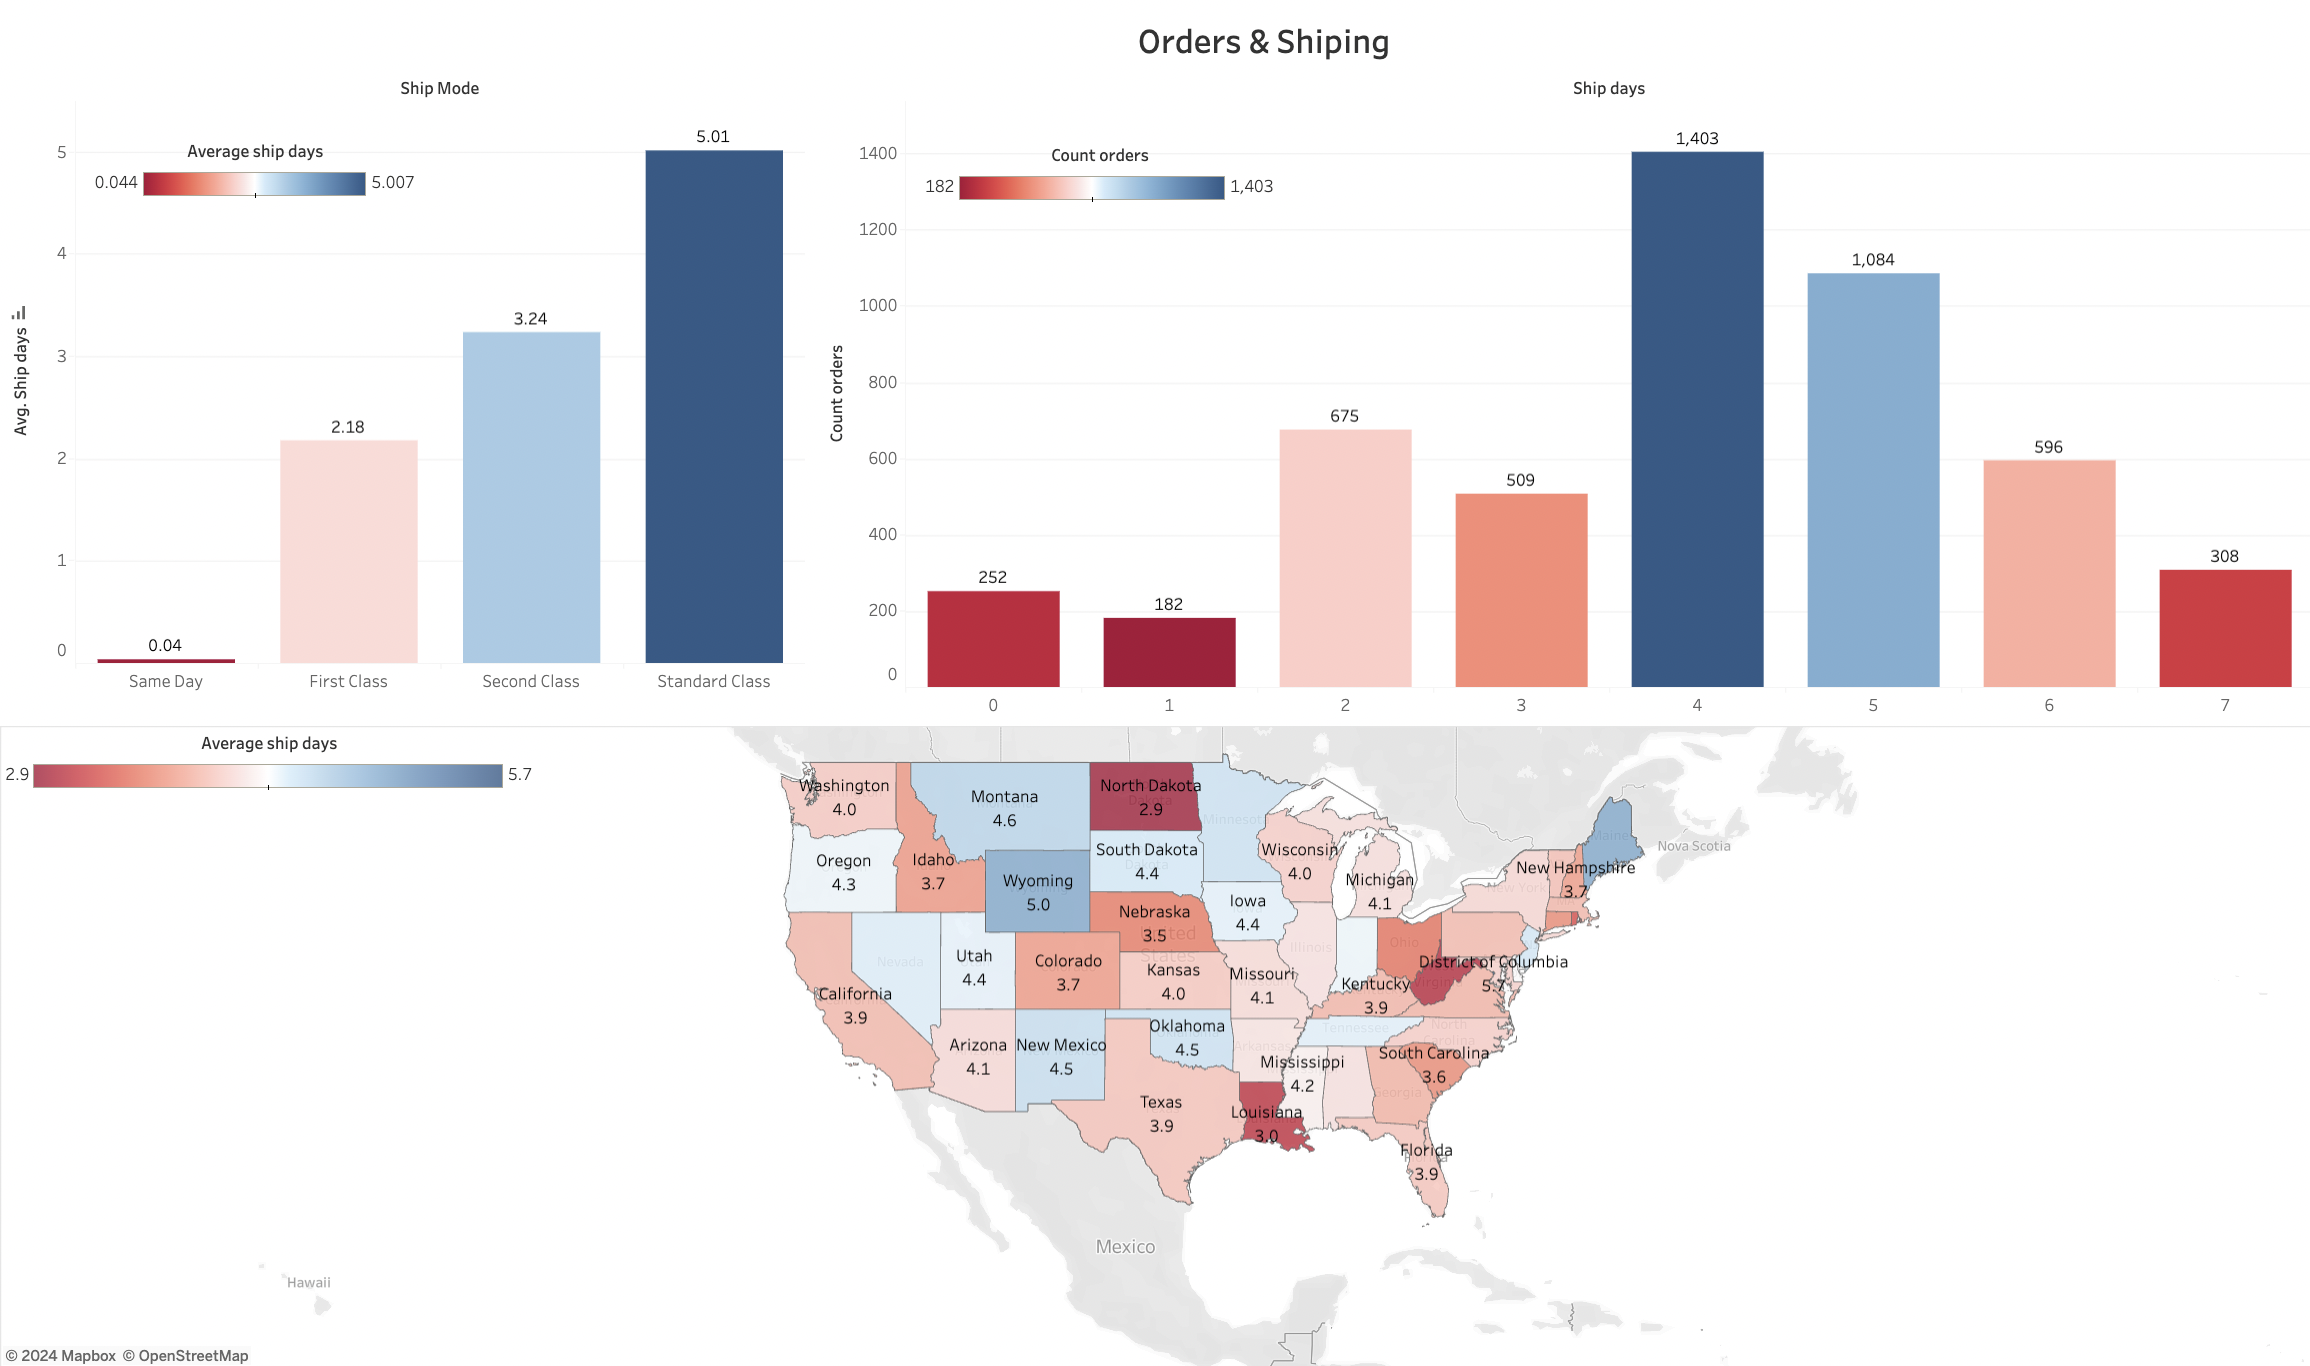 Orders & Shiping
Ship Mode
Average ship days
0.044
5.007
Avg. Ship days
5
4
3
2
1
0
0.04
2.18
3.24
5.01
Same Day
First Class
Second Class
Standard Class
Ship days
Count orders
182
1,403
Count orders
1400
1200
1000
800
600
400
200
0
252
182
675
509
1,403
1,084
596
308
0
1
2
3
4
5
6
7
Average ship days
2.9
5.7
Washington
4.0
Montana
4.6
North Dakota
2.9
Minnesota
Oregon
4.3
Idaho
3.7
Wyoming
5.0
South Dakota
4.4
Dakota
Wisconsin
4.0
Michigan
4.1
Maine
Nova Scotia
New Hampshire
3.7
New York
Nebraska
3.5
United
States
Iowa
4.4
Nevada
Utah
4.4
Colorado
3.7
Kansas
4.0
Missouri
4.1
Illinois
Ohio
District of Columbia
5.7
Kentucky
3.9
California
3.9
Arizona
4.1
New Mexico
4.5
Oklahoma
4.5
Arkansas
Tennessee
North
Carolina
Mississippi
4.2
South Carolina
3.6
Georgia
Texas
3.9
Louisiana
3.0
Florida
3.9
Mexico
Hawaii
© 2024 Mapbox © OpenStreetMap